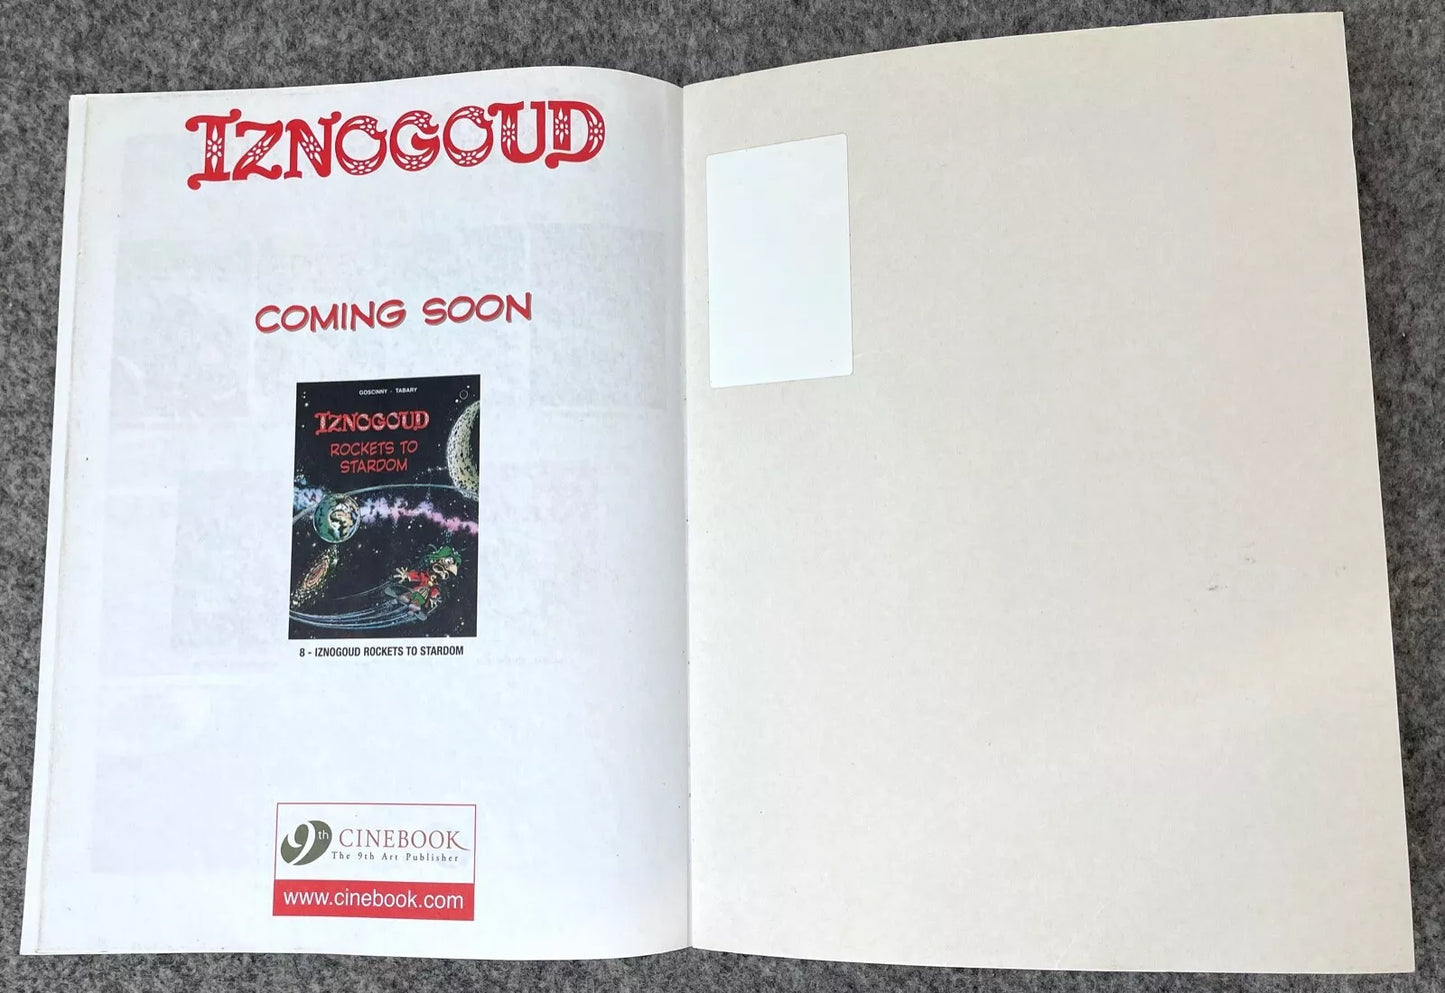 IZNOGOUD
COMING SOON
GOSCINNY - TABARY
IZNOGOUD
ROCKETS TO
STARDOM
8 - IZNOGOUD ROCKETS TO STARDOM
9th CINEBOOK
The 9th Art Publisher
www.cinebook.com